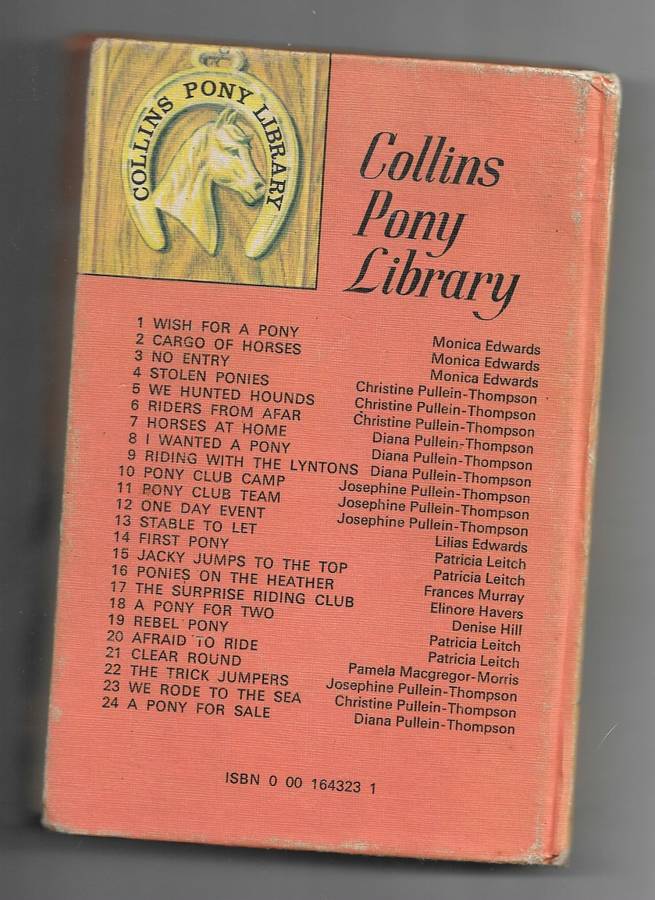 COLLINS PONY LIBRARY
Collins
Pony
Library
1 WISH FOR A PONY Monica Edwards
2 CARGO OF HORSES Monica Edwards
3 NO ENTRY Monica Edwards
4 STOLEN PONIES Christine Pullein-Thompson
5 WE HUNTED HOUNDS Christine Pullein-Thompson
6 RIDERS FROM AFAR Christine Pullein-Thompson
7 HORSES AT HOME Diana Pullein-Thompson
8 I WANTED A PONY Diana Pullein-Thompson
9 RIDING WITH THE LYNTONS Diana Pullein-Thompson
10 PONY CLUB CAMP Josephine Pullein-Thompson
11 PONY CLUB TEAM Josephine Pullein-Thompson
12 ONE DAY EVENT Josephine Pullein-Thompson
13 STABLE TO LET Lilias Edwards
14 FIRST PONY Patricia Leitch
15 JACKY JUMPS TO THE TOP Patricia Leitch
16 PONIES ON THE HEATHER Frances Murray
17 THE SURPRISE RIDING CLUB Elinore Havers
18 A PONY FOR TWO Denise Hill
19 REBEL PONY Patricia Leitch
20 AFRAID TO RIDE Patricia Leitch
21 CLEAR ROUND Pamela Macgregor-Morris
22 THE TRICK JUMPERS Josephine Pullein-Thompson
23 WE RODE TO THE SEA Christine Pullein-Thompson
24 A PONY FOR SALE Diana Pullein-Thompson
ISBN 0 00 164323 1